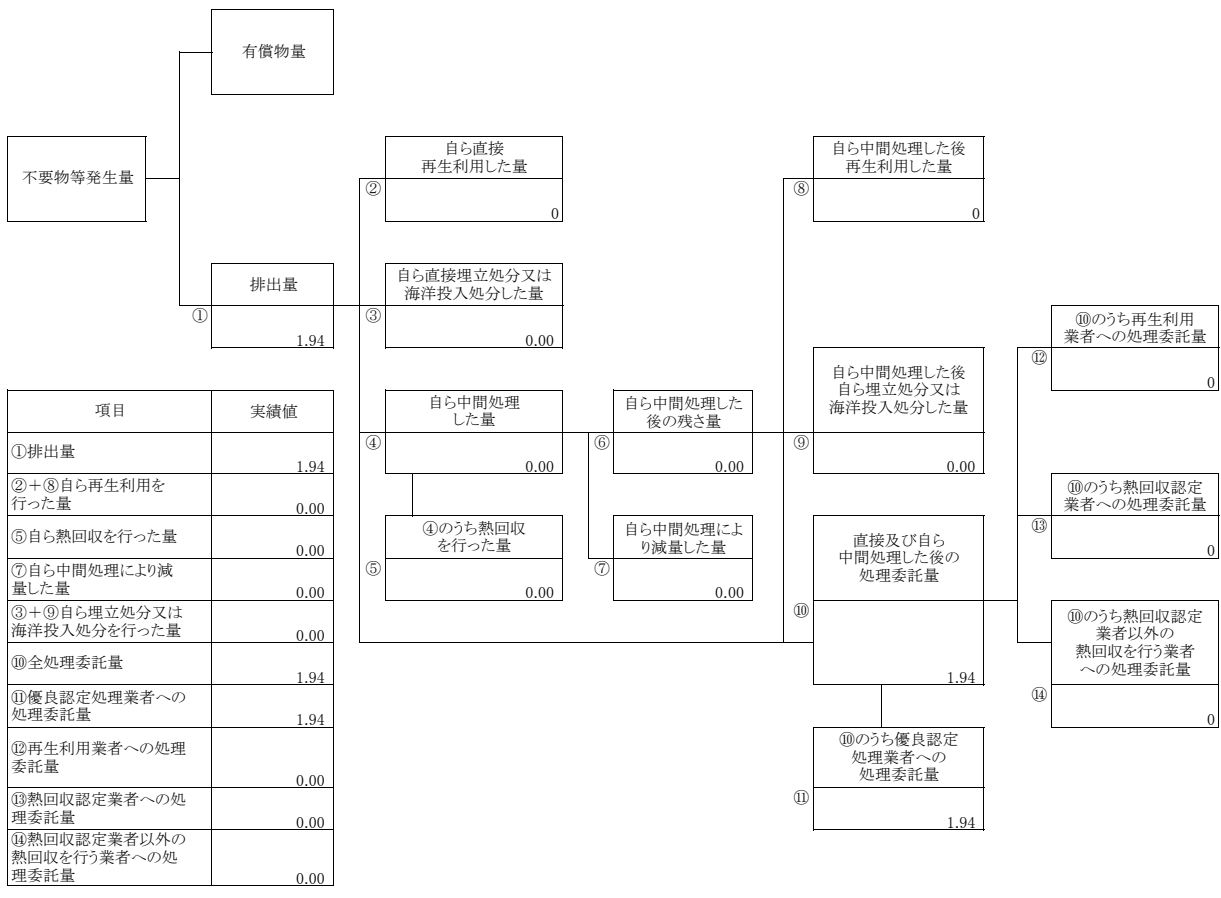 有償物量
不要物等発生量
排出量
①
1.94
自ら直接
再生利用した量
②
0
自ら直接埋立処分又は
海洋投入処分した量
③
0.00
自ら中間処理
した量
④
0.00
④のうち熱回収
を行った量
⑤
0.00
自ら中間処理した
後の残さ量
⑥
0.00
自ら中間処理によ
り減量した量
⑦
0.00
自ら中間処理した後
再生利用した量
⑧
0
自ら中間処理した後
自ら埋立処分又は
海洋投入処分した量
⑨
0.00
直接及び自ら
中間処理した後の
処理委託量
⑩
1.94
⑩のうち優良認定
処理業者への
処理委託量
⑪
1.94
⑩のうち再生利用
業者への処理委託量
⑫
0
⑩のうち熱回収認定
業者への処理委託量
⑬
0
⑩のうち熱回収認定
業者以外の
熱回収を行う業者
への処理委託量
⑭
0
項目 実績値
①排出量
1.94
②＋⑧自ら再生利用を
行った量
0.00
⑤自ら熱回収を行った量
0.00
⑦自ら中間処理により減
量した量
0.00
③＋⑨自ら埋立処分又は
海洋投入処分を行った量
0.00
⑩全処理委託量
1.94
⑪優良認定処理業者への
処理委託量
1.94
⑫再生利用業者への処理
委託量
0.00
⑬熱回収認定業者への処
理委託量
0.00
⑭熱回収認定業者以外の
熱回収を行う業者への処
理委託量
0.00